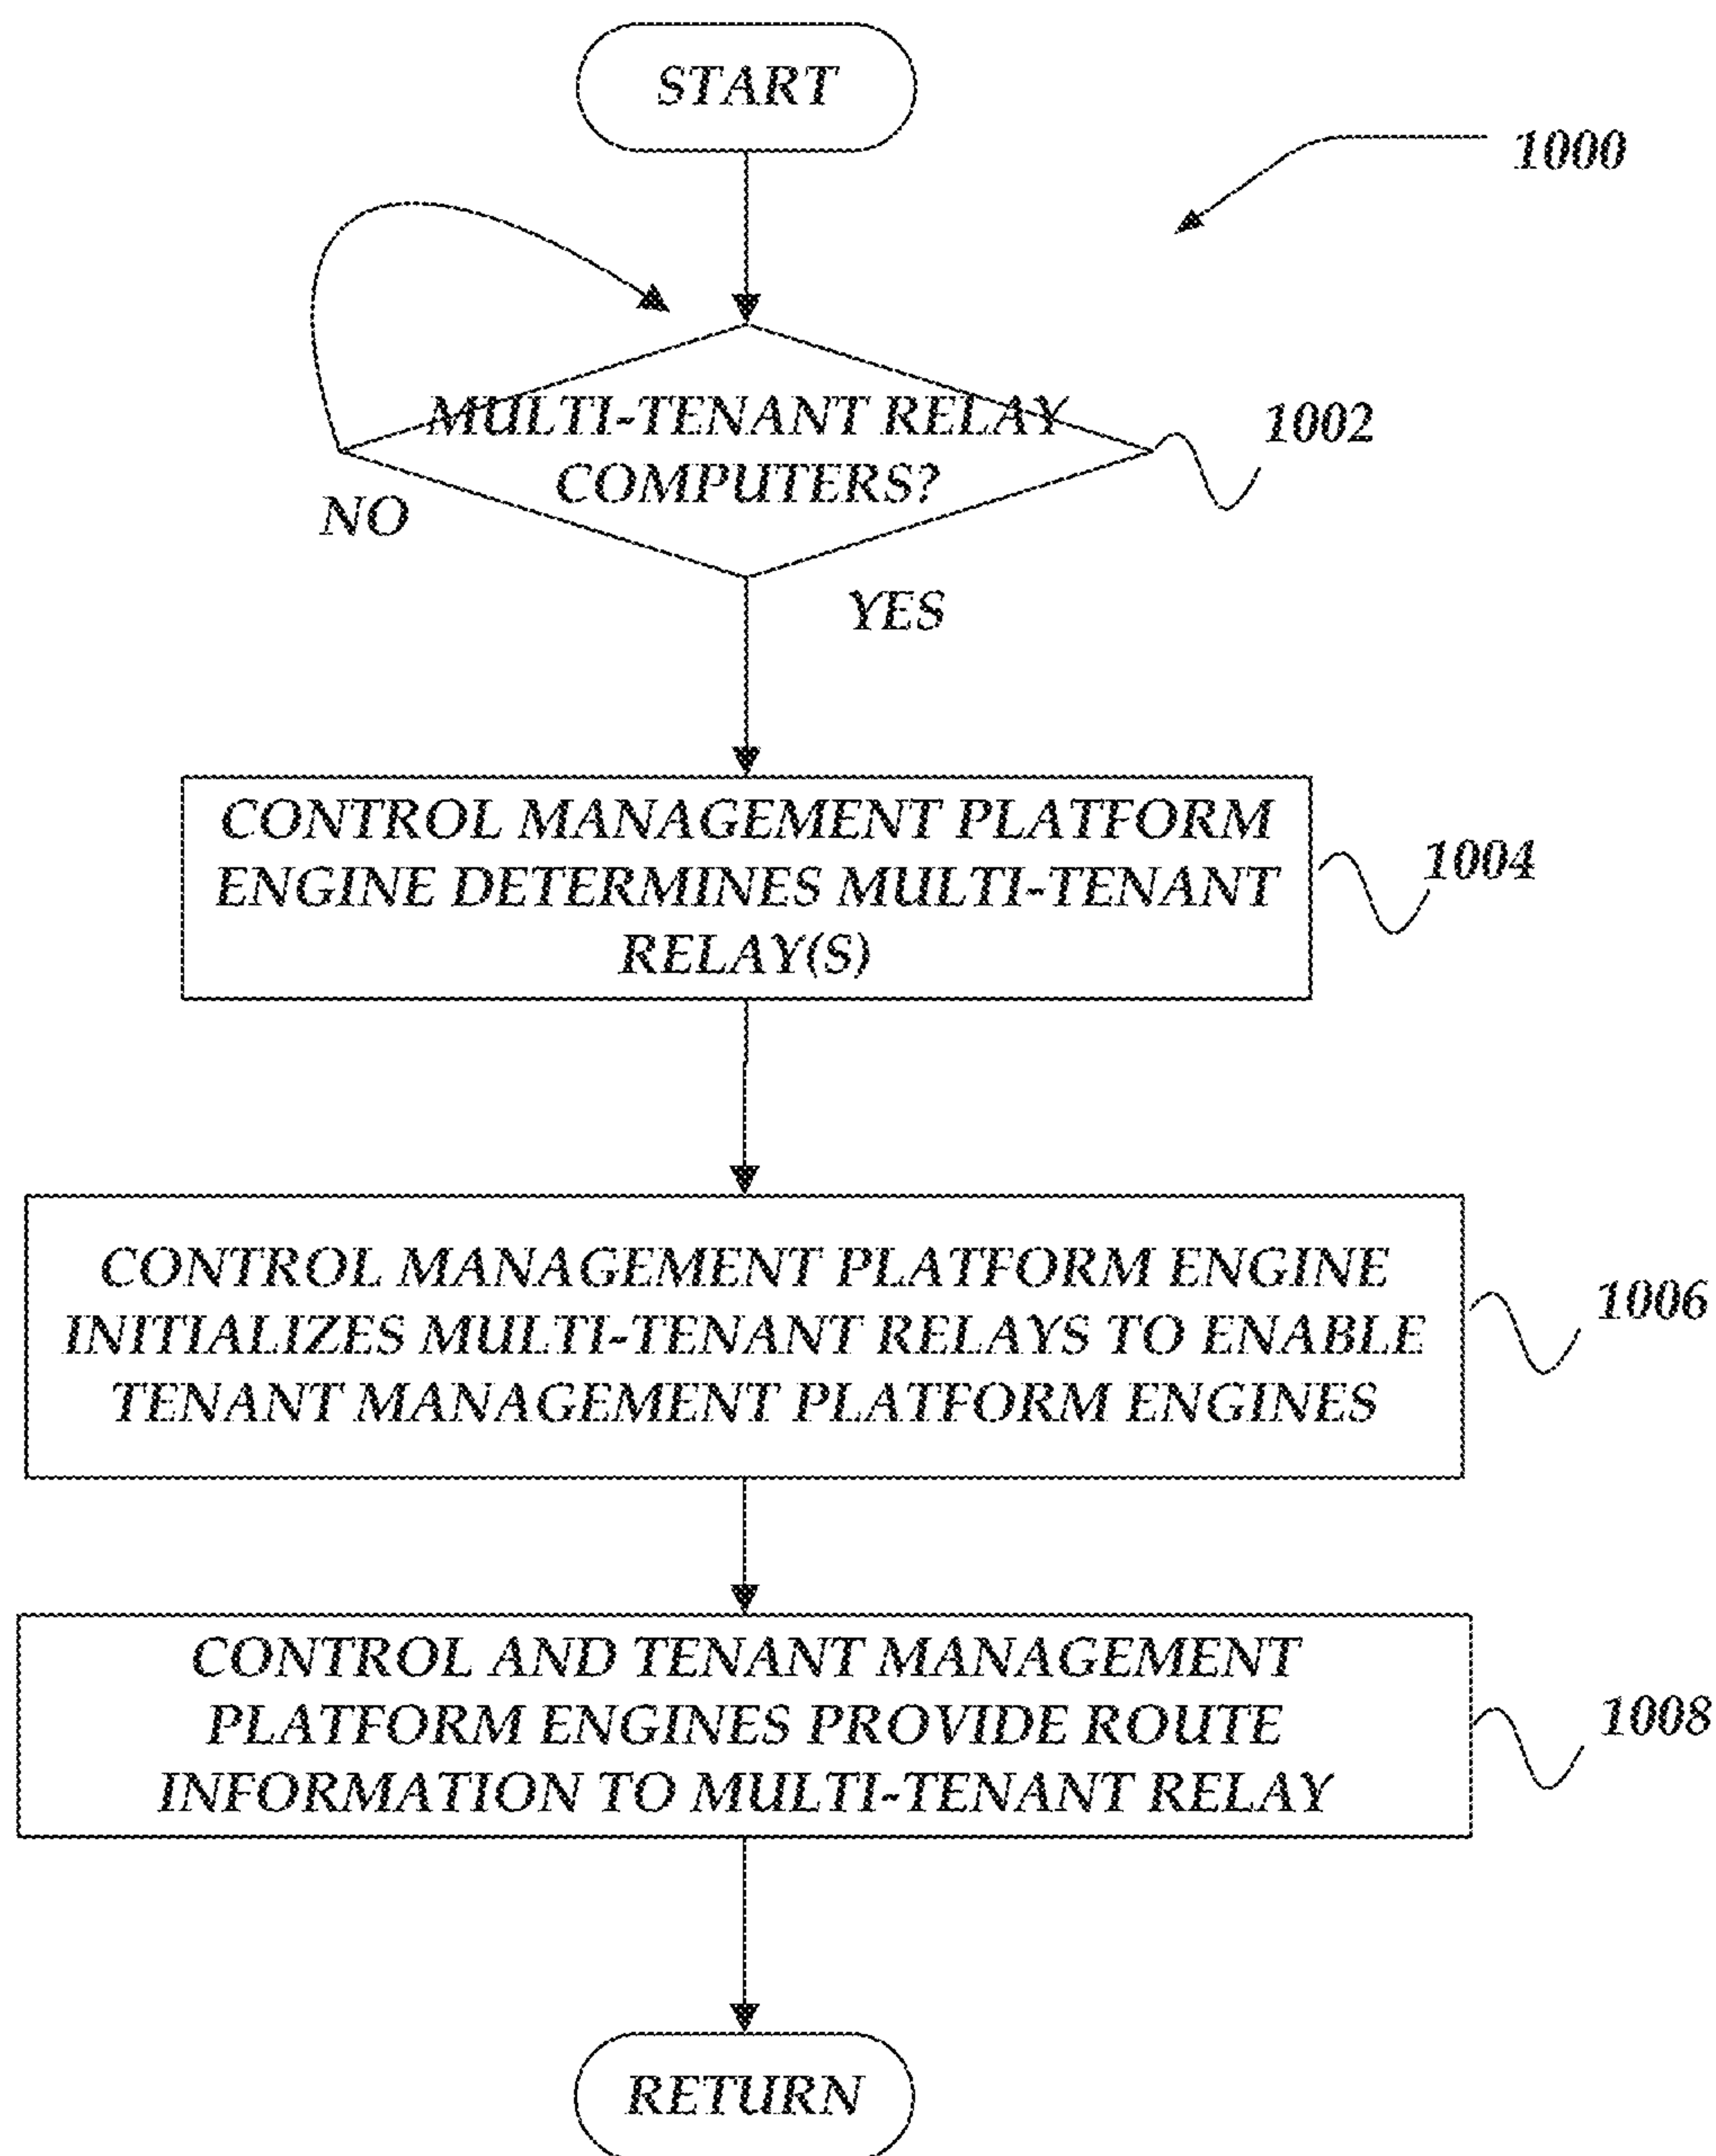 START
1000
MULTI-TENANT RELAY
COMPUTERS?
1002
NO
YES
CONTROL MANAGEMENT PLATFORM
ENGINE DETERMINES MULTI-TENANT
RELAY(S)
1004
CONTROL MANAGEMENT PLATFORM ENGINE
INITIALIZES MULTI-TENANT RELAYS TO ENABLE
TENANT MANAGEMENT PLATFORM ENGINES
1006
CONTROL AND TENANT MANAGEMENT
PLATFORM ENGINES PROVIDE ROUTE
INFORMATION TO MULTI-TENANT RELAY
1008
RETURN